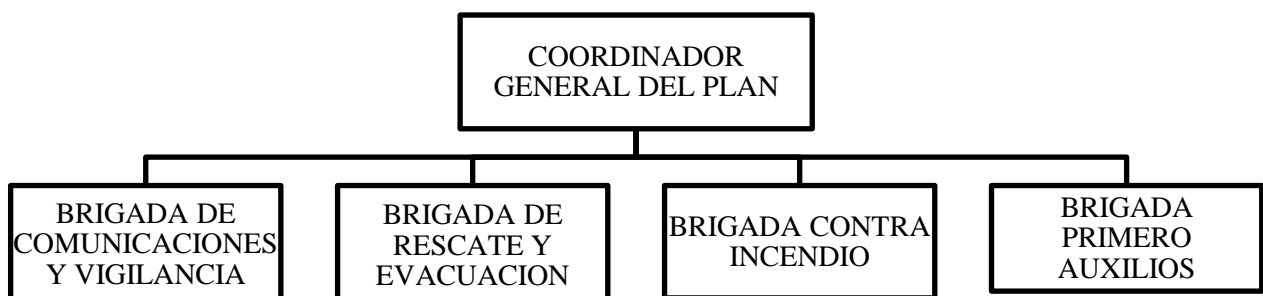 COORDINADOR
GENERAL DEL PLAN
BRIGADA DE
COMUNICACIONES
Y VIGILANCIA
BRIGADA DE
RESCATE Y
EVACUACION
BRIGADA CONTRA
INCENDIO
BRIGADA
PRIMERO
AUXILIOS